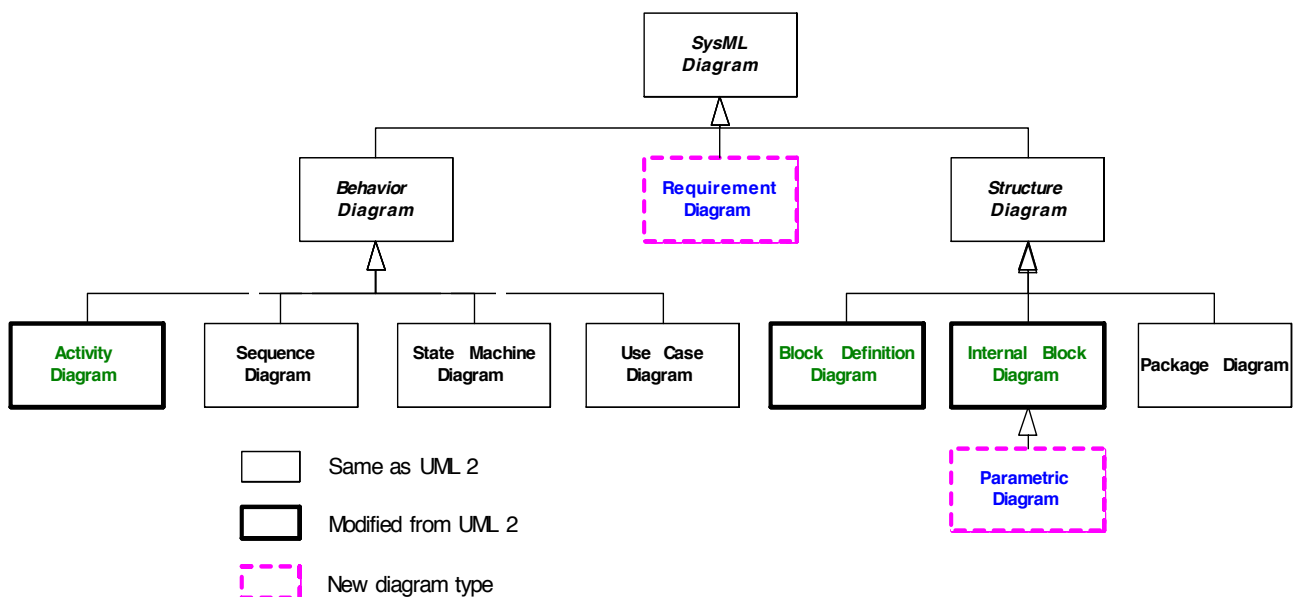 SysML
Diagram
Behavior
Diagram
Requirement
Diagram
Structure
Diagram
Activity
Diagram
Sequence
Diagram
State Machine
Diagram
Use Case
Diagram
Block Definition
Diagram
Internal Block
Diagram
Package Diagram
Parametric
Diagram
Same as UML 2
Modified from UML 2
New diagram type